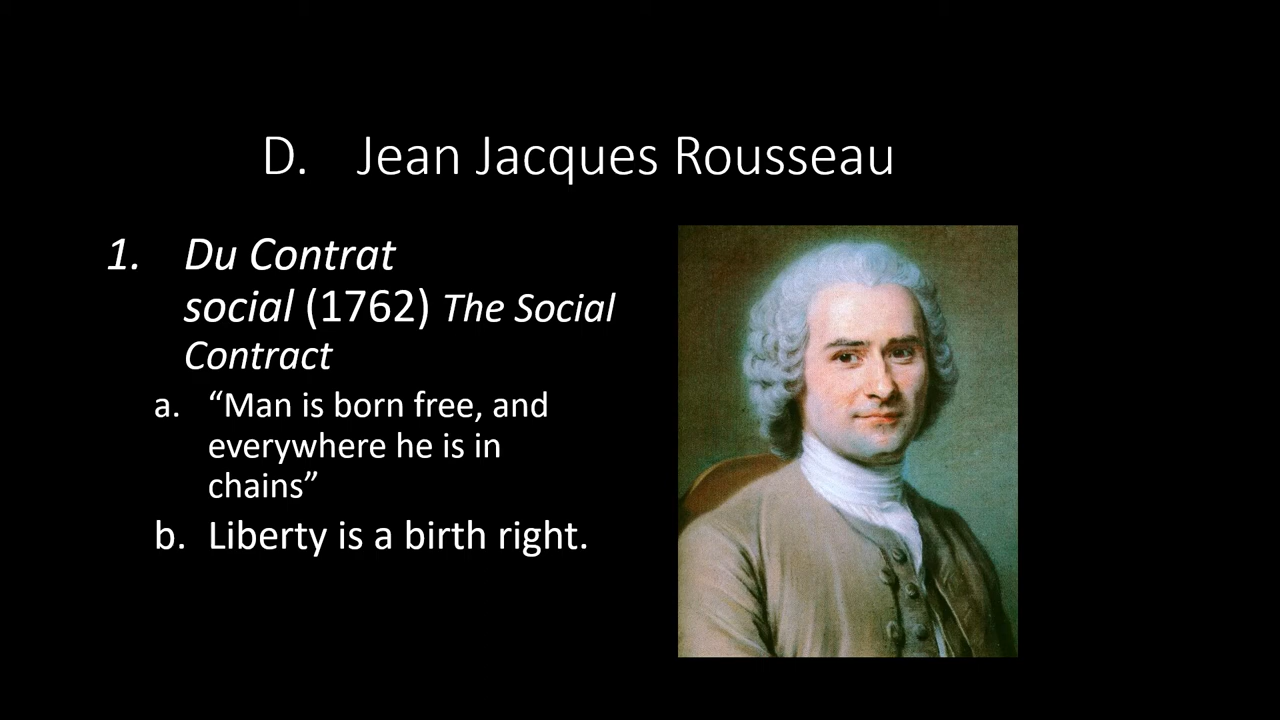 D. Jean Jacques Rousseau
1. Du Contrat
social (1762) The Social
Contract
a. “Man is born free, and
everywhere he is in
chains”
b. Liberty is a birth right.